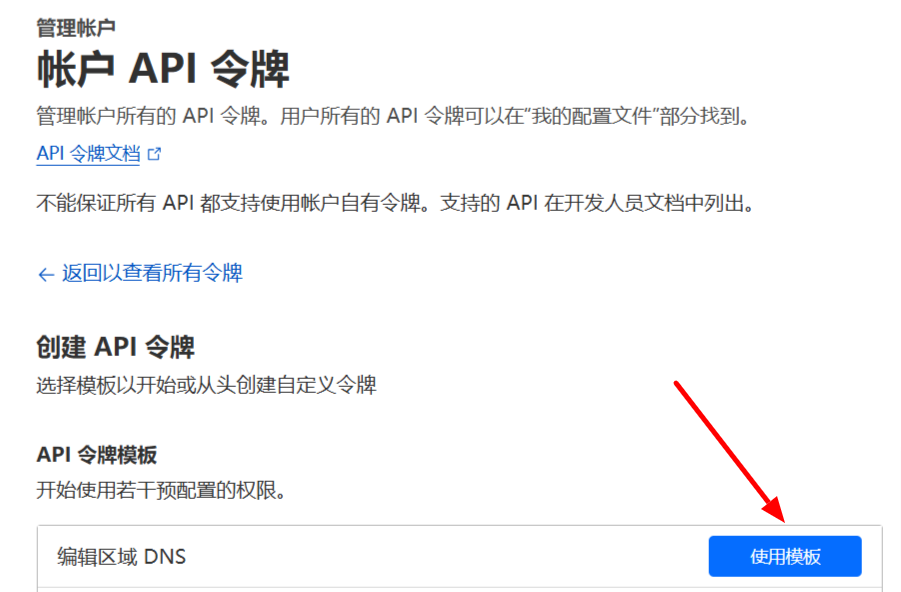 管理帐户
帐户 API 令牌
管理帐户所有的 API 令牌。用户所有的 API 令牌可以在“我的配置文件”部分找到。
API 令牌文档
不能保证所有 API 都支持使用帐户自有令牌。支持的 API 在开发人员文档中列出。
← 返回以查看所有令牌
创建 API 令牌
选择模板以开始或从头创建自定义令牌
API 令牌模板
开始使用若干预配置的权限。
编辑区域 DNS
使用模板